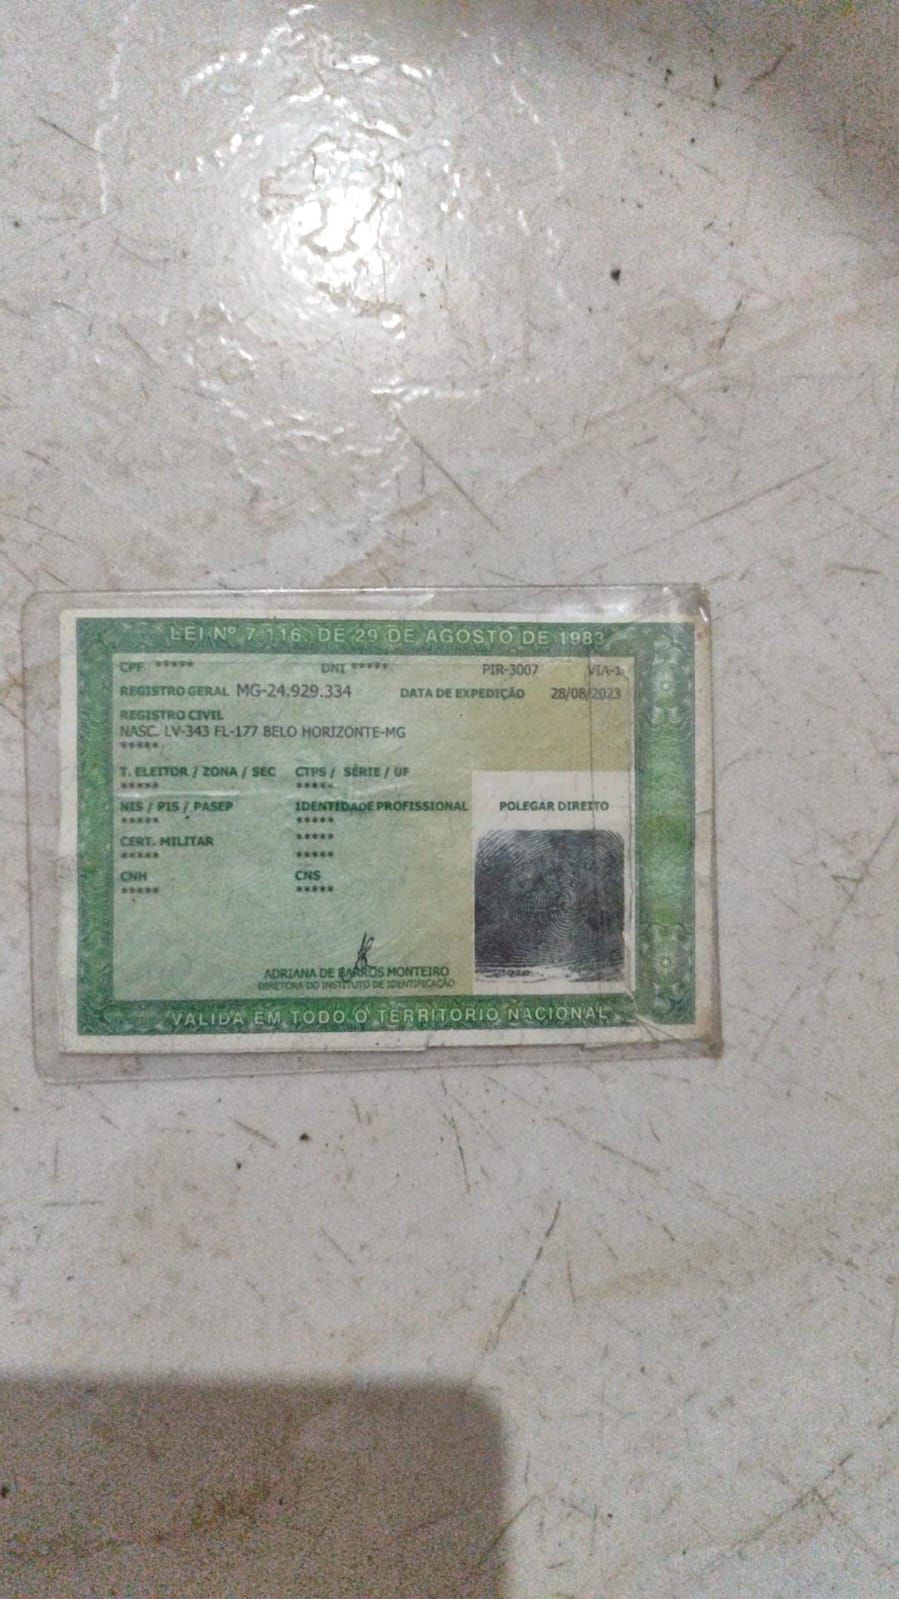 LEI Nº 7.116, DE 29 DE AGOSTO DE 1983
CPF ***** DNI ***** PIR-3007 VIA-1
REGISTRO GERAL MG-24.929.334 DATA DE EXPEDIÇÃO 28/08/2023
REGISTRO CIVIL
NASC. LV-343 FL-177 BELO HORIZONTE-MG
*****
T. ELEITOR / ZONA / SEC CTPS / SÉRIE / UF
***** *****
NIS / PIS / PASEP IDENTIDADE PROFISSIONAL POLEGAR DIREITO
***** *****
CERT. MILITAR *****
***** *****
CNH CNS
***** *****
ADRIANA DE BARROS MONTEIRO
DIRETORA DO INSTITUTO DE IDENTIFICAÇÃO
VÁLIDA EM TODO O TERRITÓRIO NACIONAL